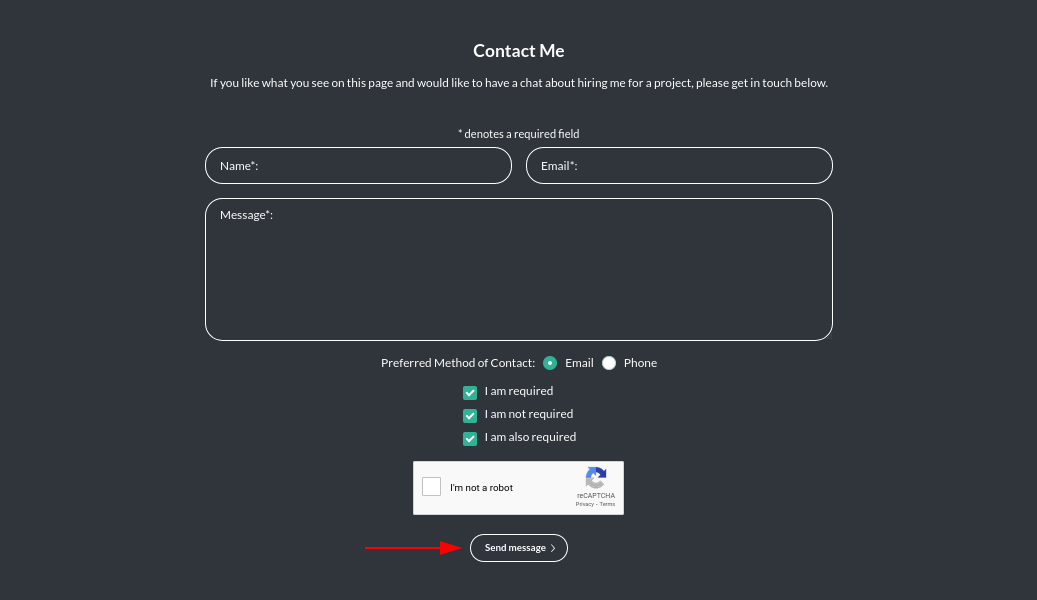 Contact Me
If you like what you see on this page and would like to have a chat about hiring me for a project, please get in touch below.
* denotes a required field
Name*: Email*:
Message*:
Preferred Method of Contact: Email Phone
I am required
I am not required
I am also required
I'm not a robot
reCAPTCHA
Privacy - Terms
Send message